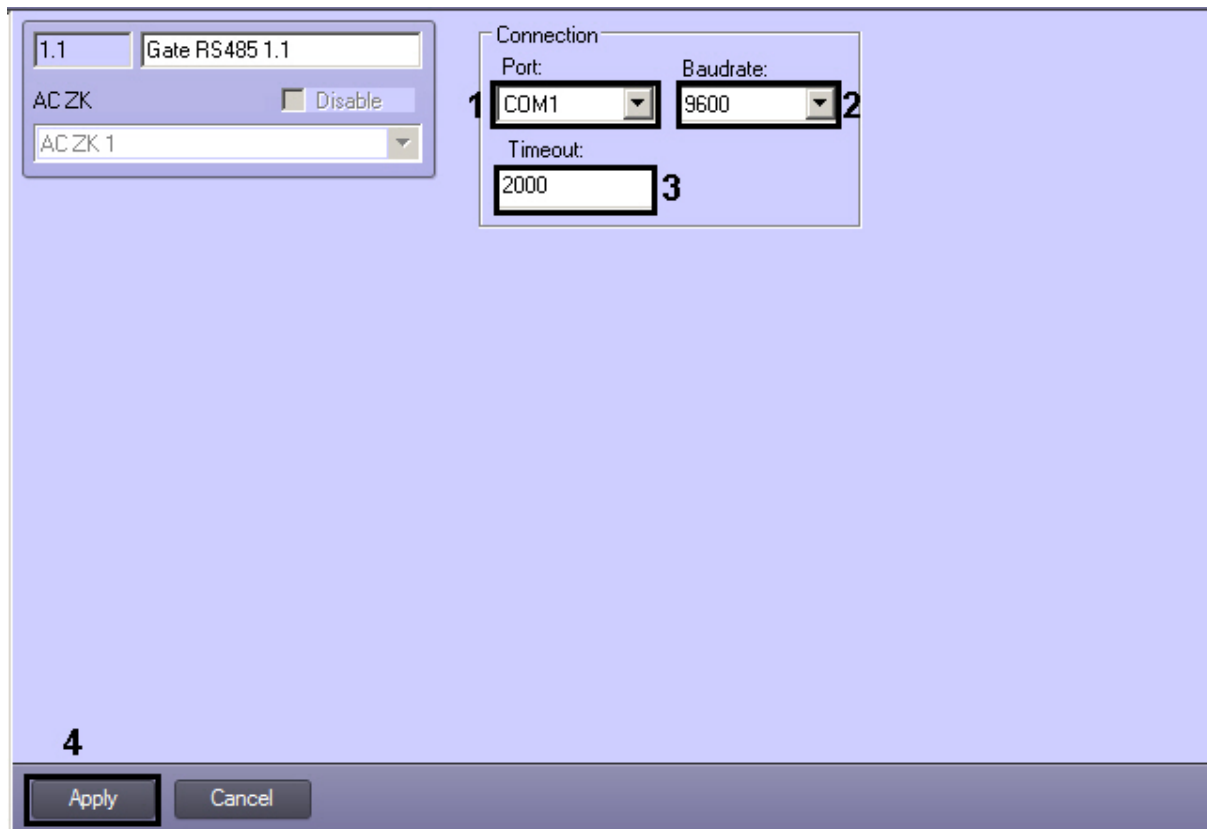 1.1 Gate RS485 1.1
AC ZK Disable
AC ZK 1
Connection
Port: Baudrate:
1 COM1 9600 2
Timeout:
2000 3
4
Apply Cancel